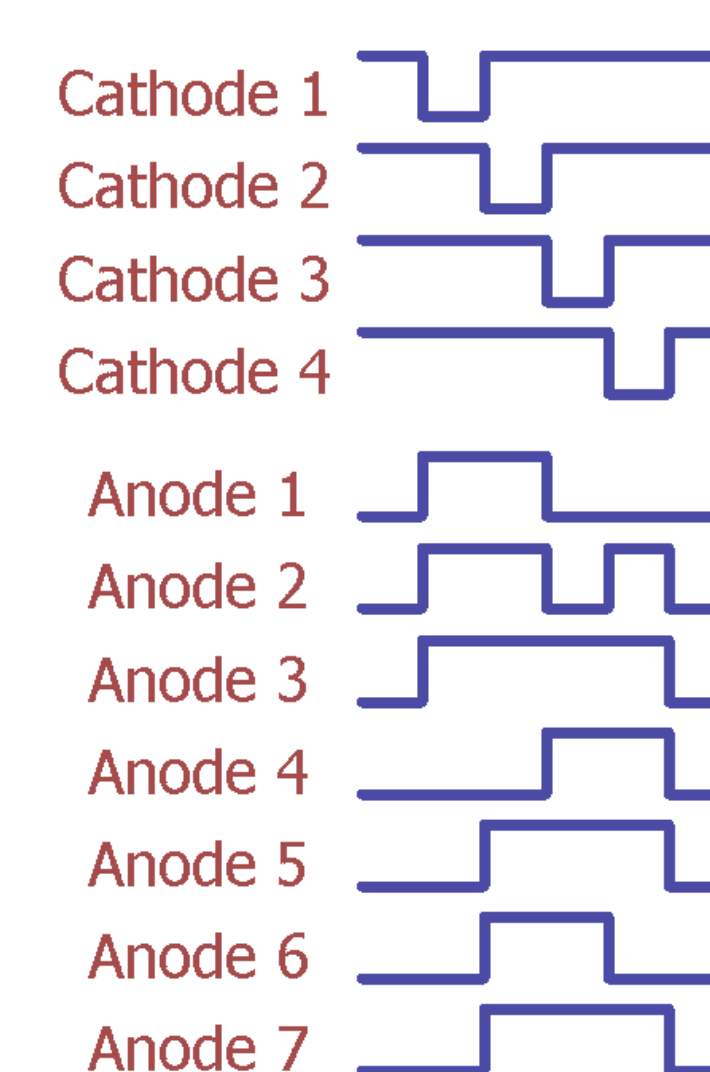 Cathode 1
Cathode 2
Cathode 3
Cathode 4
Anode 1
Anode 2
Anode 3
Anode 4
Anode 5
Anode 6
Anode 7